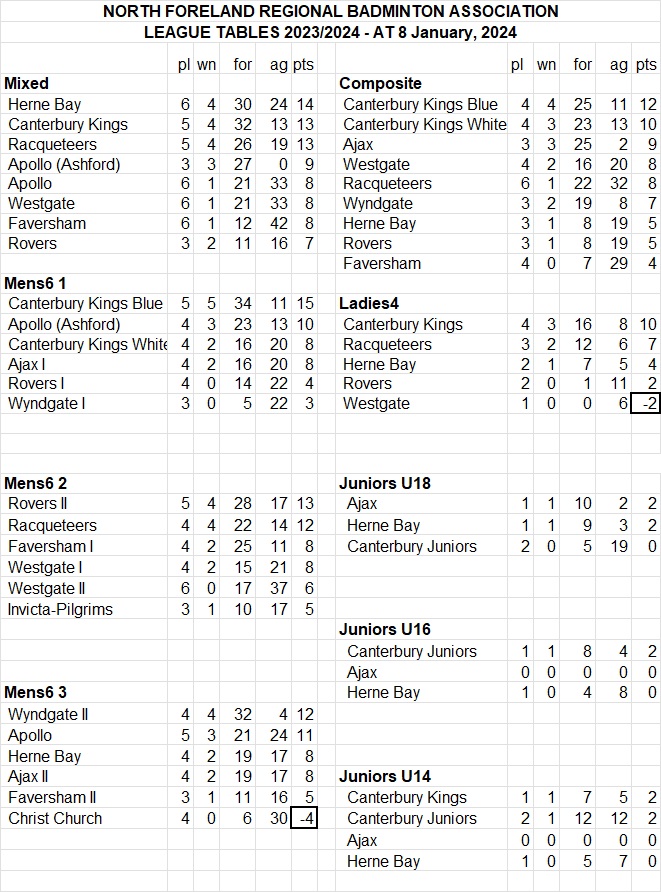 NORTH FORELAND REGIONAL BADMINTON ASSOCIATION
LEAGUE TABLES 2023/2024 - AT 8 January, 2024
pl wn for ag pts
Mixed
Herne Bay 6 4 30 24 14
Canterbury Kings 5 4 32 13 13
Racqueteers 5 4 26 19 13
Apollo (Ashford) 3 3 27 0 9
Apollo 6 1 21 33 8
Westgate 6 1 21 33 8
Faversham 6 1 12 42 8
Rovers 3 2 11 16 7
Mens6 1
Canterbury Kings Blue 5 5 34 11 15
Apollo (Ashford) 4 3 23 13 10
Canterbury Kings White 4 2 16 20 8
Ajax I 4 2 16 20 8
Rovers I 4 0 14 22 4
Wyndgate I 3 0 5 22 3
Mens6 2
Rovers II 5 4 28 17 13
Racqueteers 4 4 22 14 12
Faversham I 4 2 25 11 8
Westgate I 4 2 15 21 8
Westgate II 6 0 17 37 6
Invicta-Pilgrims 3 1 10 17 5
Mens6 3
Wyndgate II 4 4 32 4 12
Apollo 5 3 21 24 11
Herne Bay 4 2 19 17 8
Ajax II 4 2 19 17 8
Faversham II 3 1 11 16 5
Christ Church 4 0 6 30 -4
pl wn for ag pts
Composite
Canterbury Kings Blue 4 4 25 11 12
Canterbury Kings White 4 3 23 13 10
Ajax 3 3 25 2 9
Westgate 4 2 16 20 8
Racqueteers 6 1 22 32 8
Wyndgate 3 2 19 8 7
Herne Bay 3 1 8 19 5
Rovers 3 1 8 19 5
Faversham 4 0 7 29 4
Ladies4
Canterbury Kings 4 3 16 8 10
Racqueteers 3 2 12 6 7
Herne Bay 2 1 7 5 4
Rovers 2 0 1 11 2
Westgate 1 0 0 6 -2
Juniors U18
Ajax 1 1 10 2 2
Herne Bay 1 1 9 3 2
Canterbury Juniors 2 0 5 19 0
Juniors U16
Canterbury Juniors 1 1 8 4 2
Ajax 0 0 0 0 0
Herne Bay 1 0 4 8 0
Juniors U14
Canterbury Kings 1 1 7 5 2
Canterbury Juniors 2 1 12 12 2
Ajax 0 0 0 0 0
Herne Bay 1 0 5 7 0